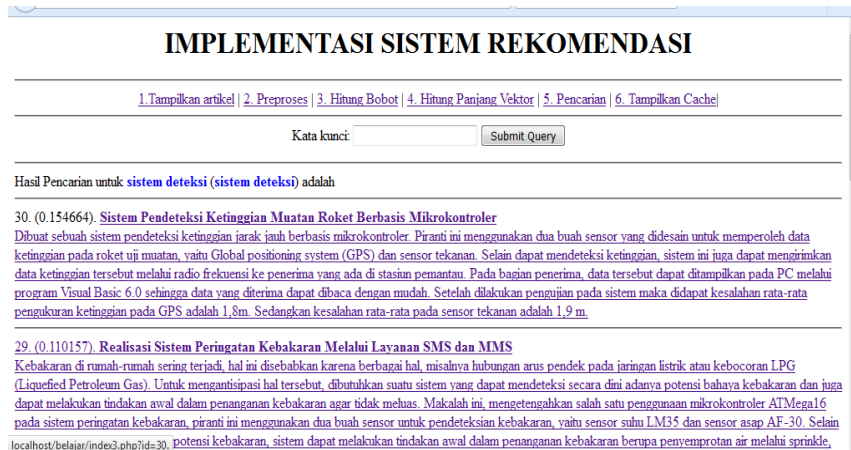 IMPLEMENTASI SISTEM REKOMENDASI
1.Tampilkan artikel | 2. Preproses | 3. Hitung Bobot | 4. Hitung Panjang Vektor | 5. Pencarian | 6. Tampilkan Cache|
Kata kunci: Submit Query
Hasil Pencarian untuk sistem deteksi (sistem deteksi) adalah
30. (0.154664). Sistem Pendeteksi Ketinggian Muatan Roket Berbasis Mikrokontroler
Dibuat sebuah sistem pendeteksi ketinggian jarak jauh berbasis mikrokontroler. Piranti ini menggunakan dua buah sensor yang didesain untuk memperoleh data
ketinggian pada roket uji muatan, yaitu Global positioning system (GPS) dan sensor tekanan. Selain dapat mendeteksi ketinggian, sistem ini juga dapat mengirimkan
data ketinggian tersebut melalui radio frekuensi ke penerima yang ada di stasiun pemantau. Pada bagian penerima, data tersebut dapat ditampilkan pada PC melalui
program Visual Basic 6.0 sehingga data yang diterima dapat dibaca dengan mudah. Setelah dilakukan pengujian pada sistem maka didapat kesalahan rata-rata
pengukuran ketinggian pada GPS adalah 1,8m. Sedangkan kesalahan rata-rata pada sensor tekanan adalah 1,9 m.
29. (0.110157). Realisasi Sistem Peringatan Kebakaran Melalui Layanan SMS dan MMS
Kebakaran di rumah-rumah sering terjadi, hal ini disebabkan karena berbagai hal, misalnya hubungan arus pendek pada jaringan listrik atau kebocoran LPG
(Liquefied Petroleum Gas). Untuk mengantisipasi hal tersebut, dibutuhkan suatu sistem yang dapat mendeteksi secara dini adanya potensi bahaya kebakaran dan juga
dapat melakukan tindakan awal dalam penanganan kebakaran agar tidak meluas. Makalah ini, mengetengahkan salah satu penggunaan mikrokontroler ATMega16
pada sistem peringatan kebakaran, piranti ini menggunakan dua buah sensor untuk pendeteksian kebakaran, yaitu sensor suhu LM35 dan sensor asap AF-30. Selain
localhost/belajar/index3.php?id=30. potensi kebakaran, sistem dapat melakukan tindakan awal dalam penanganan kebakaran berupa penyemprotan air melalui sprinkle,